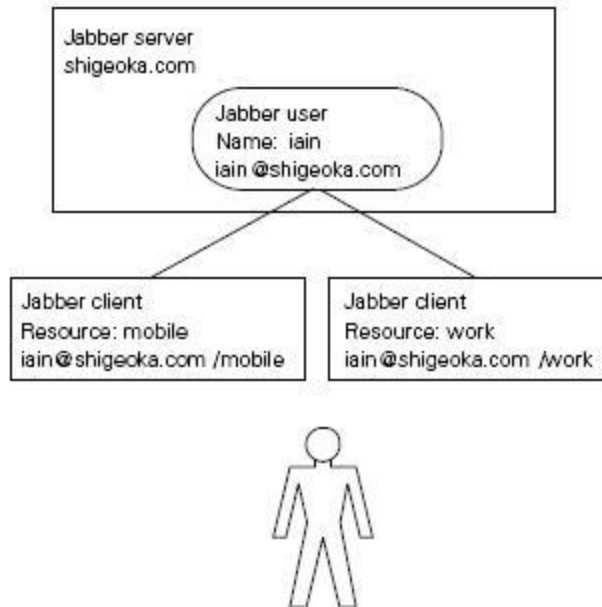 Jabber server
shigeoka.com
Jabber user
Name: iain
iain@shigeoka.com
Jabber client
Resource: mobile
iain@shigeoka.com /mobile
Jabber client
Resource: work
iain@shigeoka.com /work